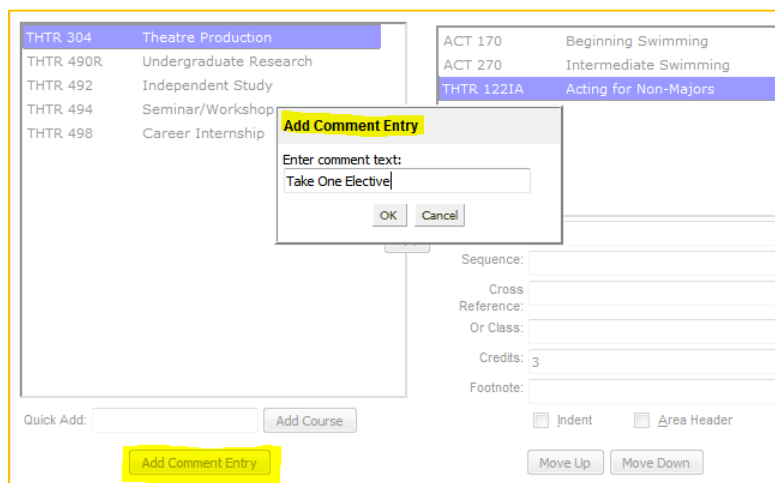 THTR 304 Theatre Production
THTR 490R Undergraduate Research
THTR 492 Independent Study
THTR 494 Seminar/Workshop
THTR 498 Career Internship
ACT 170 Beginning Swimming
ACT 270 Intermediate Swimming
THTR 122IA Acting for Non-Majors
Add Comment Entry
Enter comment text:
Take One Elective
OK Cancel
Sequence:
Cross
Reference:
Or Class:
Credits: 3
Footnote:
Quick Add: Add Course
Indent Area Header
Add Comment Entry
Move Up Move Down